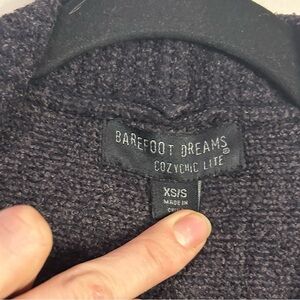 BAREFOOT DREAMS®
COZYCHIC LITE
XS/S
MADE IN